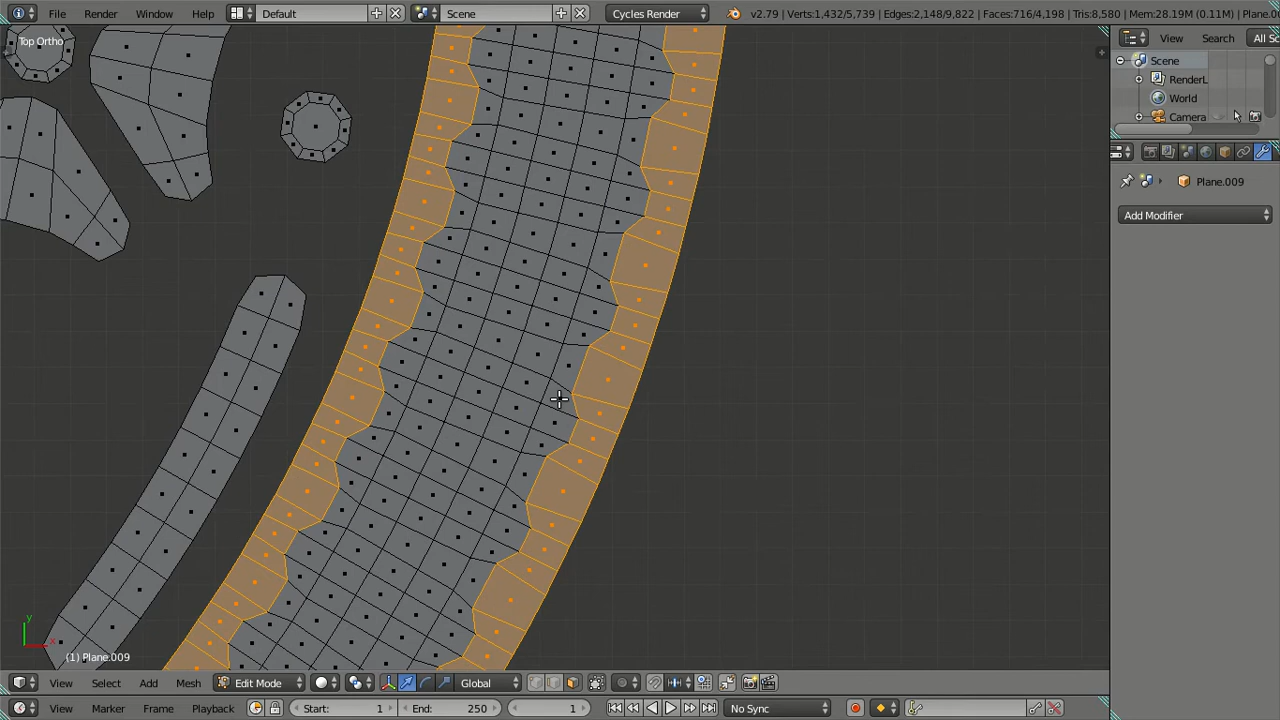 File Render Window Help Default Scene Cycles Render v2.79 | Verts:1,432/5,739 | Edges:2,148/9,822 | Faces:716/4,198 | Tris:8,580 | Mem:28.19M (0.11M) | Plane.0
Top Ortho
View Search All Sc
Scene
RenderL
World
Camera
Plane.009
Add Modifier
y
x
(1) Plane.009
View Select Add Mesh Edit Mode Global
View Marker Frame Playback Start: 1 End: 250 1 No Sync